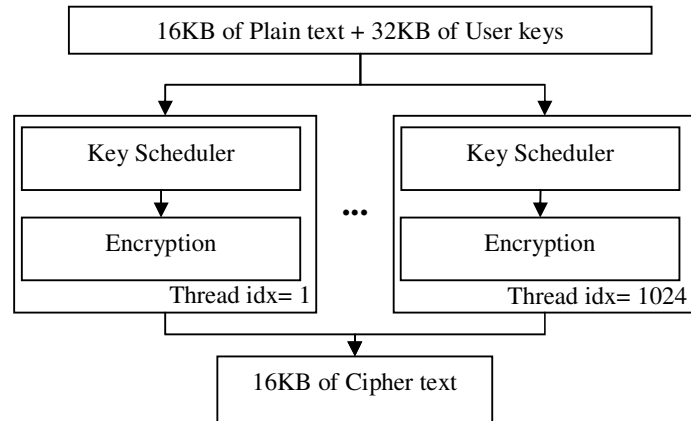 16KB of Plain text + 32KB of User keys
Key Scheduler
Encryption
Thread idx= 1
...
Key Scheduler
Encryption
Thread idx= 1024
16KB of Cipher text